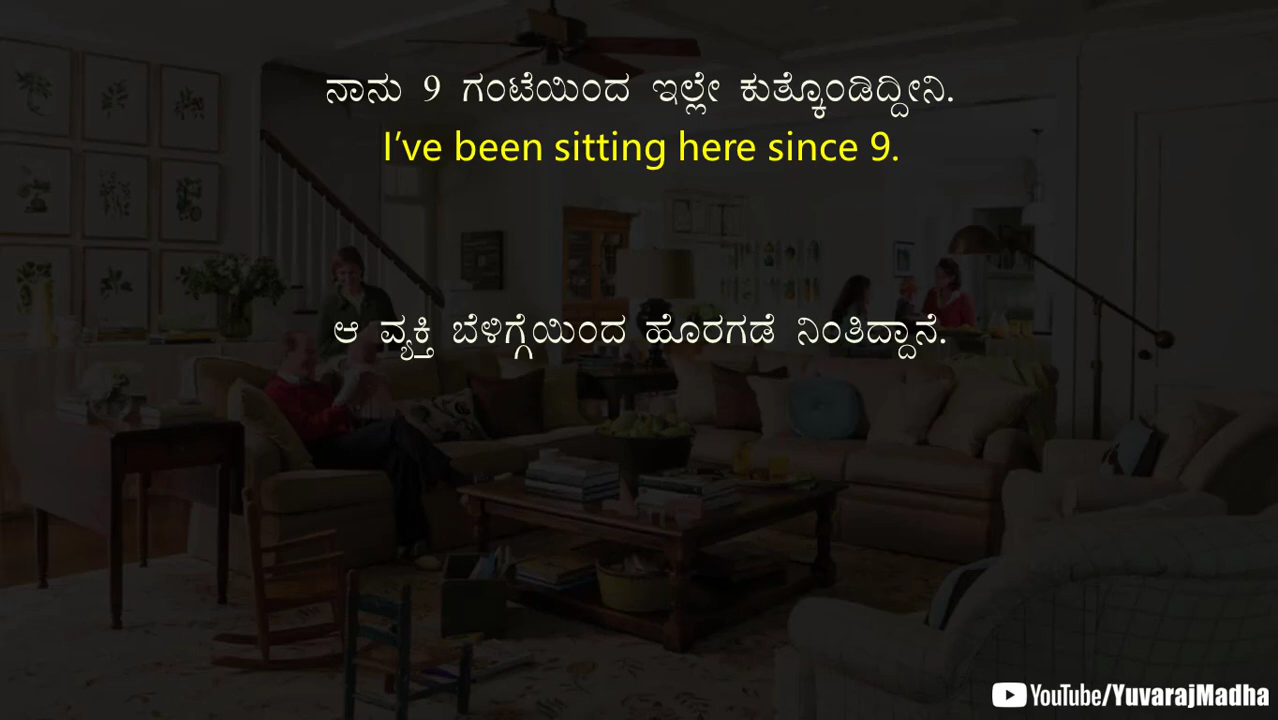 ನಾನು 9 ಗಂಟೆಯಿಂದ ಇಲ್ಲೇ ಕುತ್ಕೊಂಡಿದ್ದೀನಿ.
I’ve been sitting here since 9.
ಆ ವ್ಯಕ್ತಿ ಬೆಳಿಗ್ಗೆಯಿಂದ ಹೊರಗಡೆ ನಿಂತಿದ್ದಾನೆ.
YouTube/YuvarajMadha